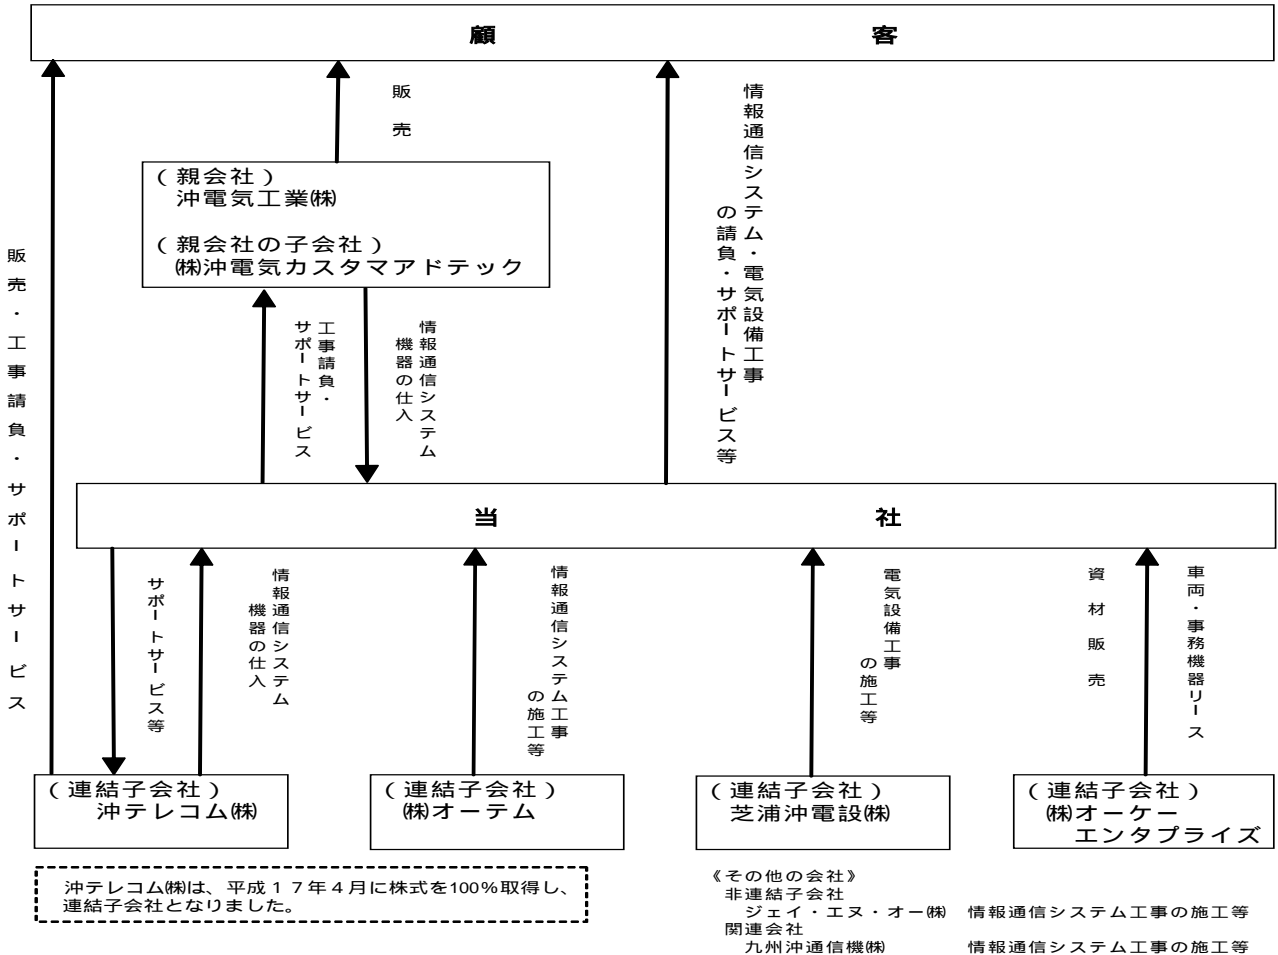 顧 客
販売
（親会社）
沖電気工業㈱
（親会社の子会社）
㈱沖電気カスタマアドテック
情報通信システム・電気設備工事
の請負・サポートサービス等
販売・工事請負・サポートサービス
工事請負・
サポートサービス
情報通信システム
機器の仕入
当 社
サポートサービス等
情報通信システム
機器の仕入
情報通信システム工事
の施工等
電気設備工事
の施工等
資材販売
車両・事務機器リース
（連結子会社）
沖テレコム㈱
（連結子会社）
㈱オーテム
（連結子会社）
芝浦沖電設㈱
（連結子会社）
㈱オーケー
エンタプライズ
沖テレコム㈱は、平成１７年４月に株式を100%取得し、
連結子会社となりました。
《その他の会社》
非連結子会社
ジェイ・エヌ・オー㈱ 情報通信システム工事の施工等
関連会社
九州沖通信機㈱ 情報通信システム工事の施工等